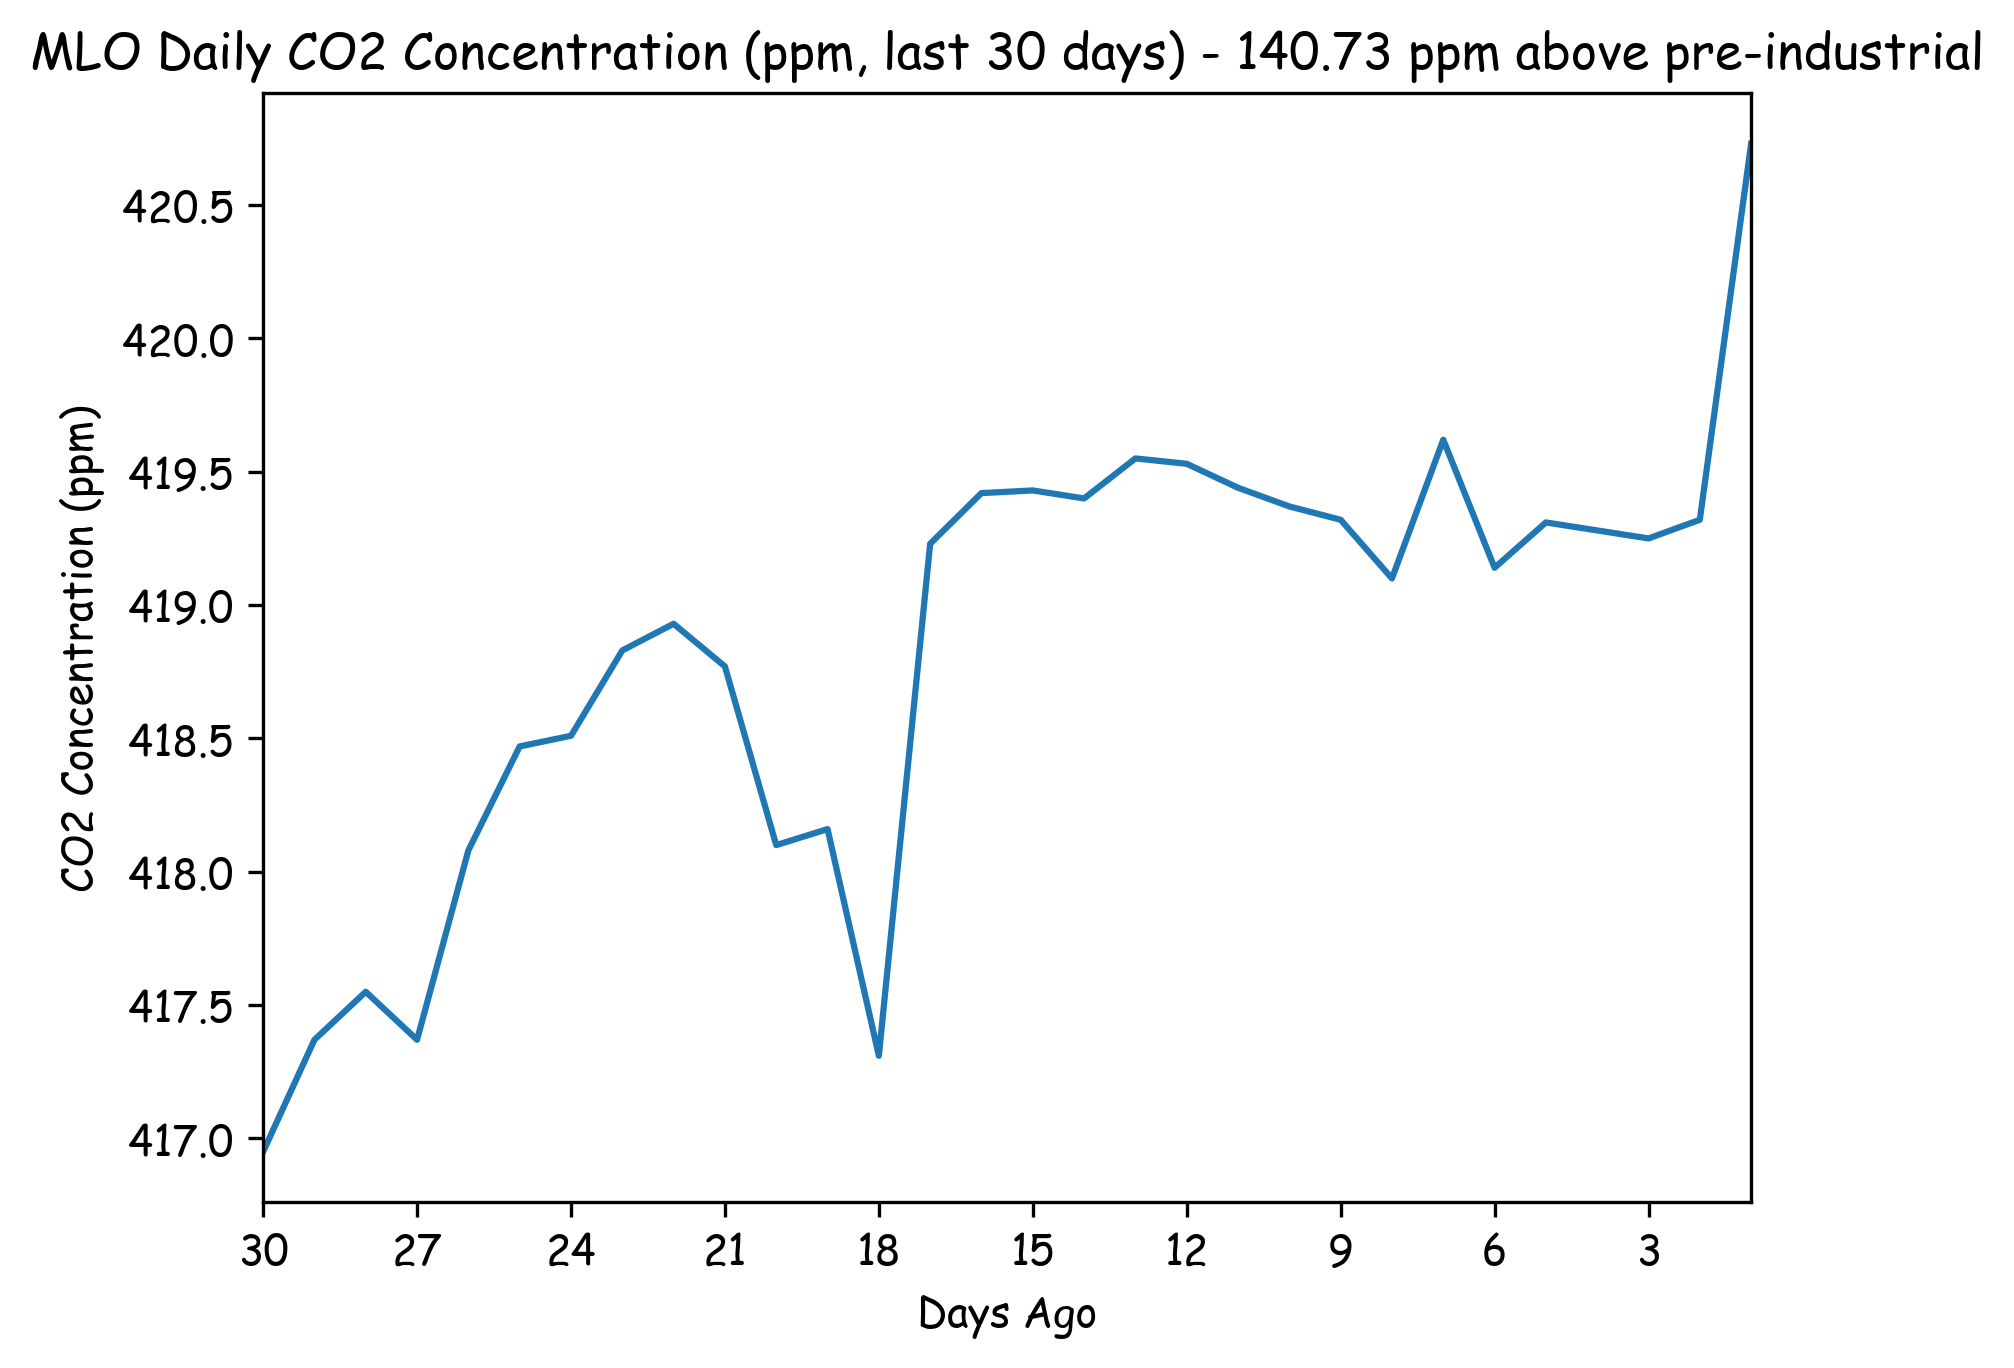 MLO Daily CO2 Concentration (ppm, last 30 days) - 140.73 ppm above pre-industrial
CO2 Concentration (ppm)
420.5
420.0
419.5
419.0
418.5
418.0
417.5
417.0
30 27 24 21 18 15 12 9 6 3
Days Ago